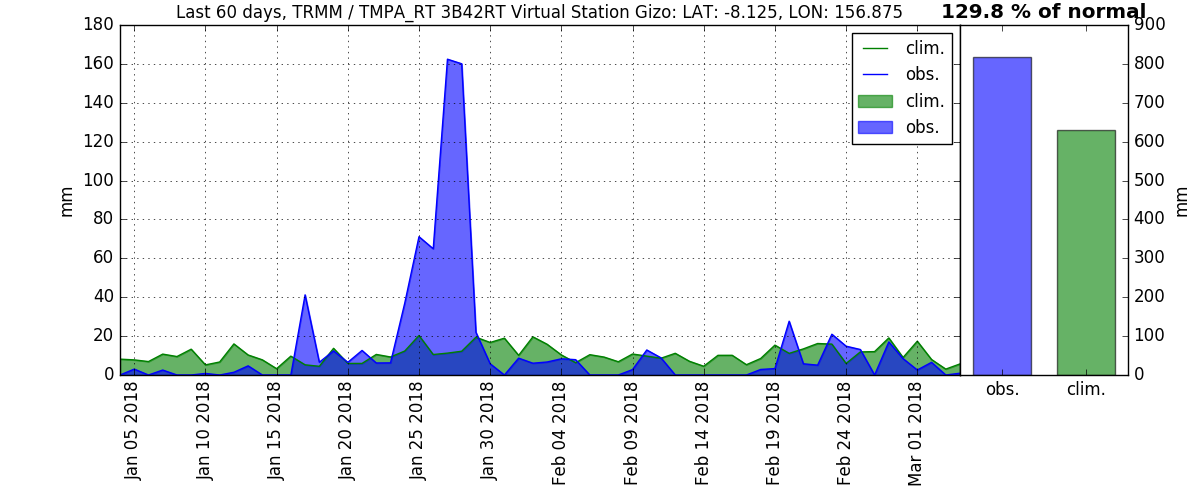 Last 60 days, TRMM / TMPA_RT 3B42RT Virtual Station Gizo: LAT: -8.125, LON: 156.875
129.8 % of normal
180
160
140
120
100
80
60
40
20
0
mm
clim.
obs.
clim.
obs.
Jan 05 2018
Jan 10 2018
Jan 15 2018
Jan 20 2018
Jan 25 2018
Jan 30 2018
Feb 04 2018
Feb 09 2018
Feb 14 2018
Feb 19 2018
Feb 24 2018
Mar 01 2018
900
800
700
600
500
400
300
200
100
0
mm
obs.
clim.